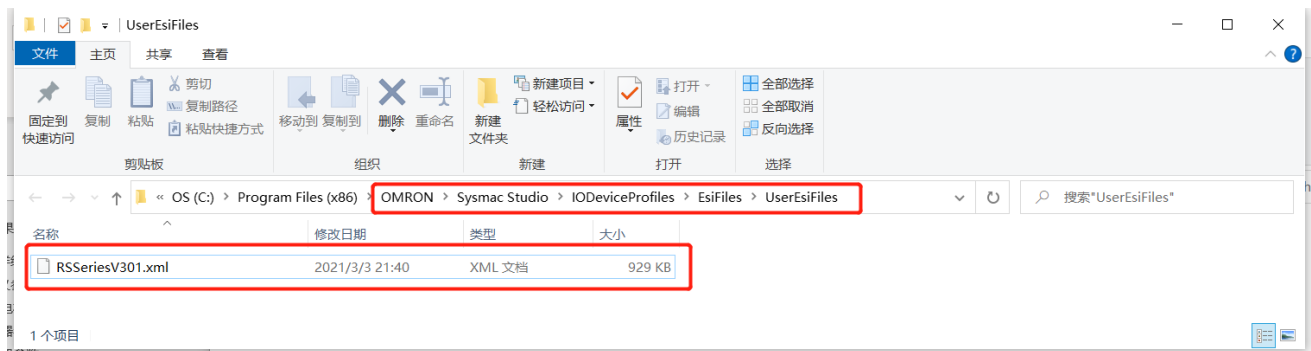 UserEsiFiles
文件 主页 共享 查看
固定到
快速访问
复制
粘贴
剪切
复制路径
粘贴快捷方式
剪贴板
移动到 复制到 删除 重命名
组织
新建
文件夹
新建项目
轻松访问
新建
属性
打开
编辑
历史记录
打开
全部选择
全部取消
反向选择
选择
« OS (C:) > Program Files (x86) > OMRON > Sysmac Studio > IODeviceProfiles > EsiFiles > UserEsiFiles
搜索"UserEsiFiles"
名称 修改日期 类型 大小
RSSeriesV301.xml 2021/3/3 21:40 XML 文档 929 KB
1 个项目